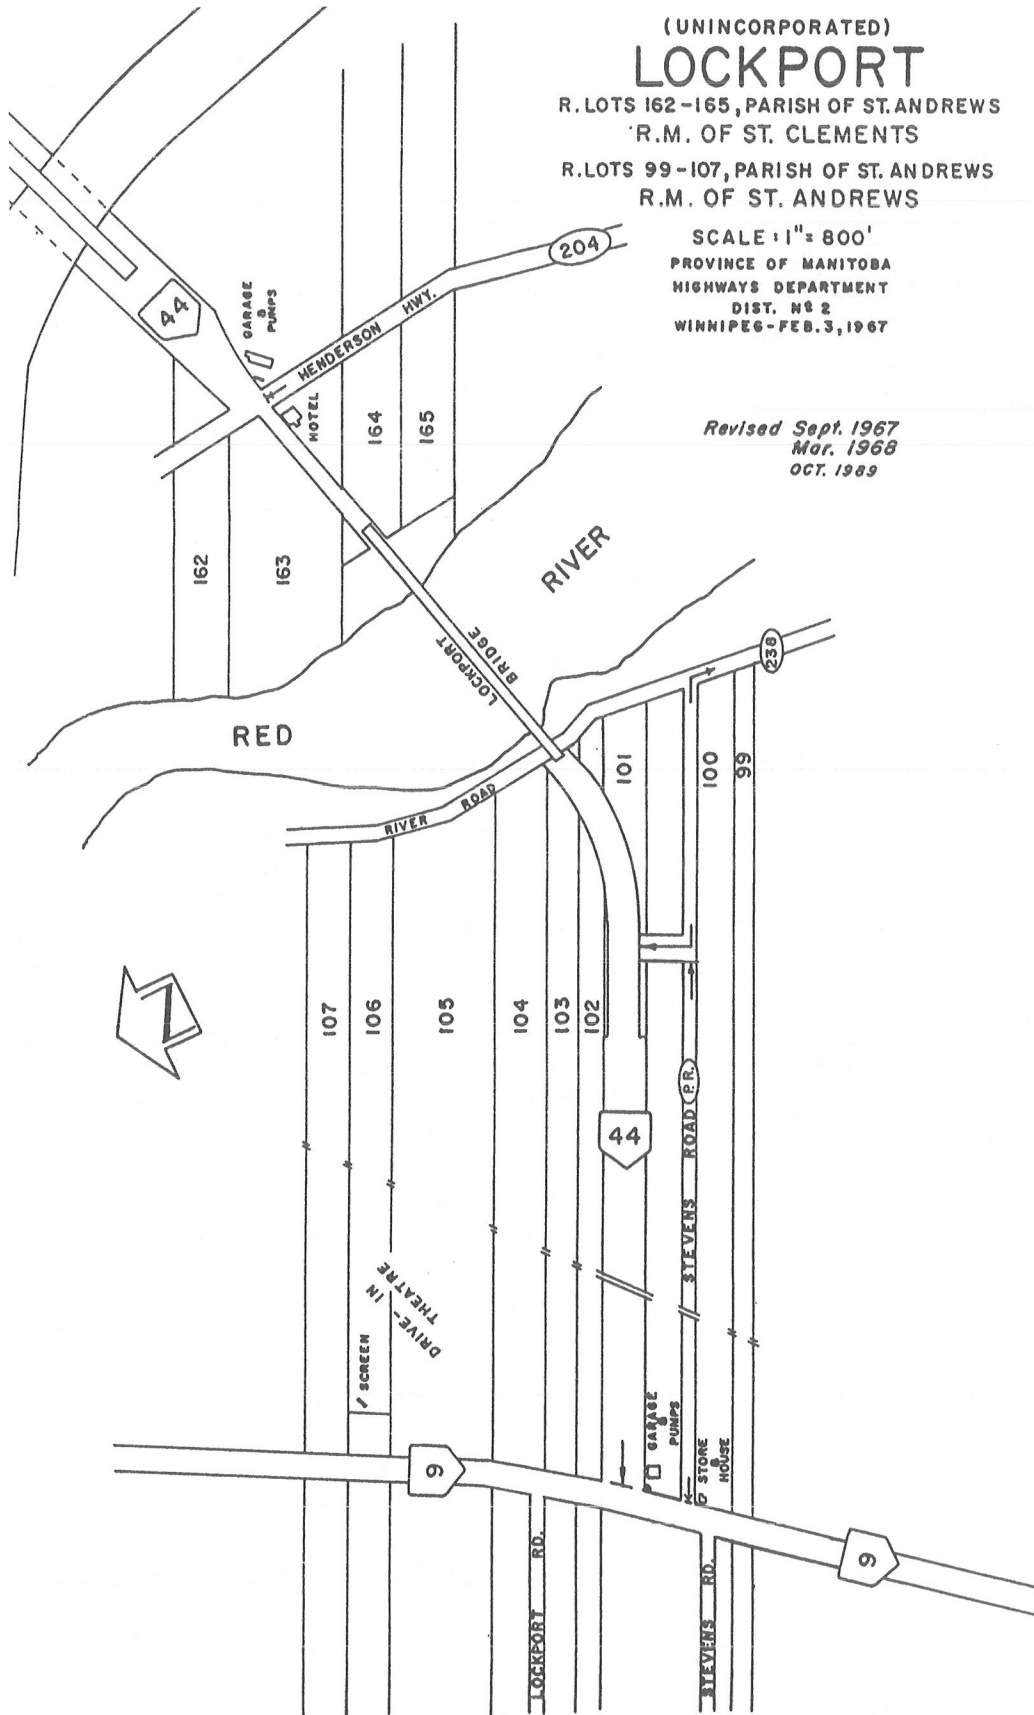 (UNINCORPORATED)
LOCKPORT
R. LOTS 162-165, PARISH OF ST. ANDREWS
R.M. OF ST. CLEMENTS
R. LOTS 99-107, PARISH OF ST. ANDREWS
R.M. OF ST. ANDREWS
SCALE : 1" = 800'
PROVINCE OF MANITOBA
HIGHWAYS DEPARTMENT
DIST. Nº 2
WINNIPEG-FEB. 3, 1967
Revised Sept. 1967
Mar. 1968
OCT. 1989
204
44
GARAGE
&
PUMPS
HENDERSON HWY.
HOTEL
164
165
162
163
RIVER
LOCKPORT
BRIDGE
RED
238
101
100
99
RIVER ROAD
107
106
105
104
103
102
N
P.R.
44
STEVENS ROAD
DRIVE-IN
THEATRE
SCREEN
GARAGE
&
PUMPS
STORE
&
HOUSE
9
9
LOCKPORT RD.
STEVENS RD.